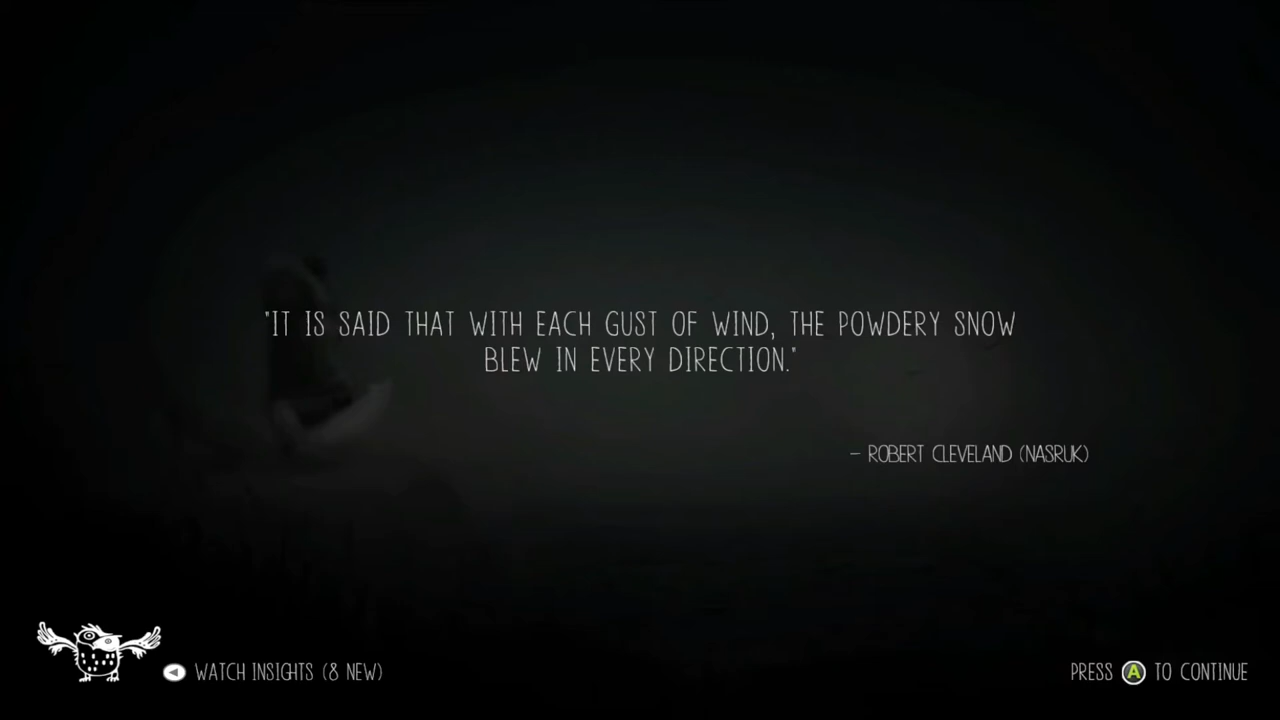 "IT IS SAID THAT WITH EACH GUST OF WIND, THE POWDERY SNOW
BLEW IN EVERY DIRECTION."
– ROBERT CLEVELAND (NASRUK)
WATCH INSIGHTS (8 NEW)
PRESS A TO CONTINUE